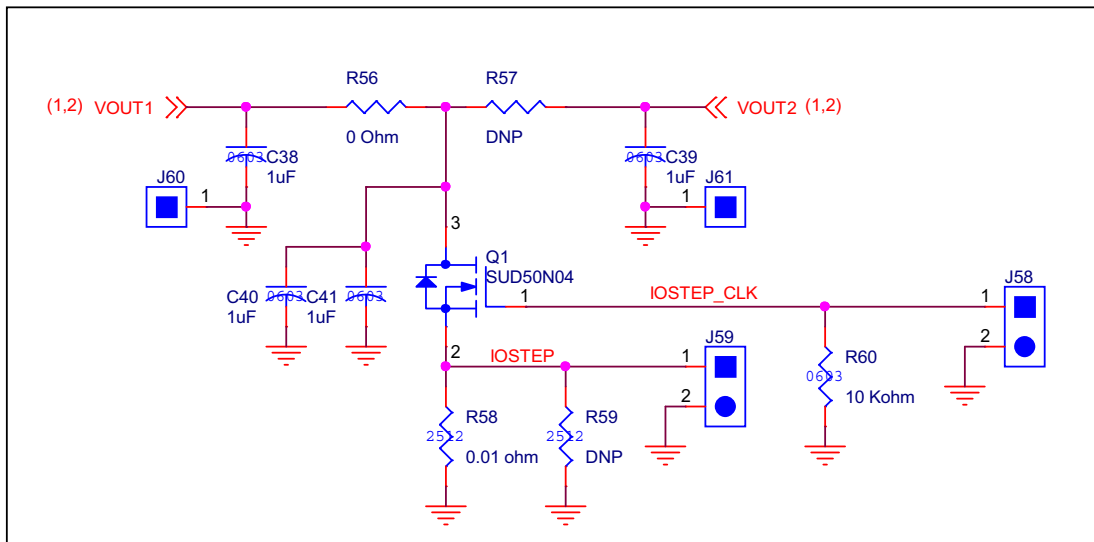 R56
R57
(1,2) VOUT1
VOUT2 (1,2)
0 Ohm
DNP
0603 C38
1uF
0603 C39
1uF
J60
1
J61
1
3
Q1
SUD50N04
1
IOSTEP_CLK
J58
1
2
0603
C40
1uF
0603
C41
1uF
2
IOSTEP
J59
1
2
R60
0603
10 Kohm
R58
2512
0.01 ohm
R59
2512
DNP